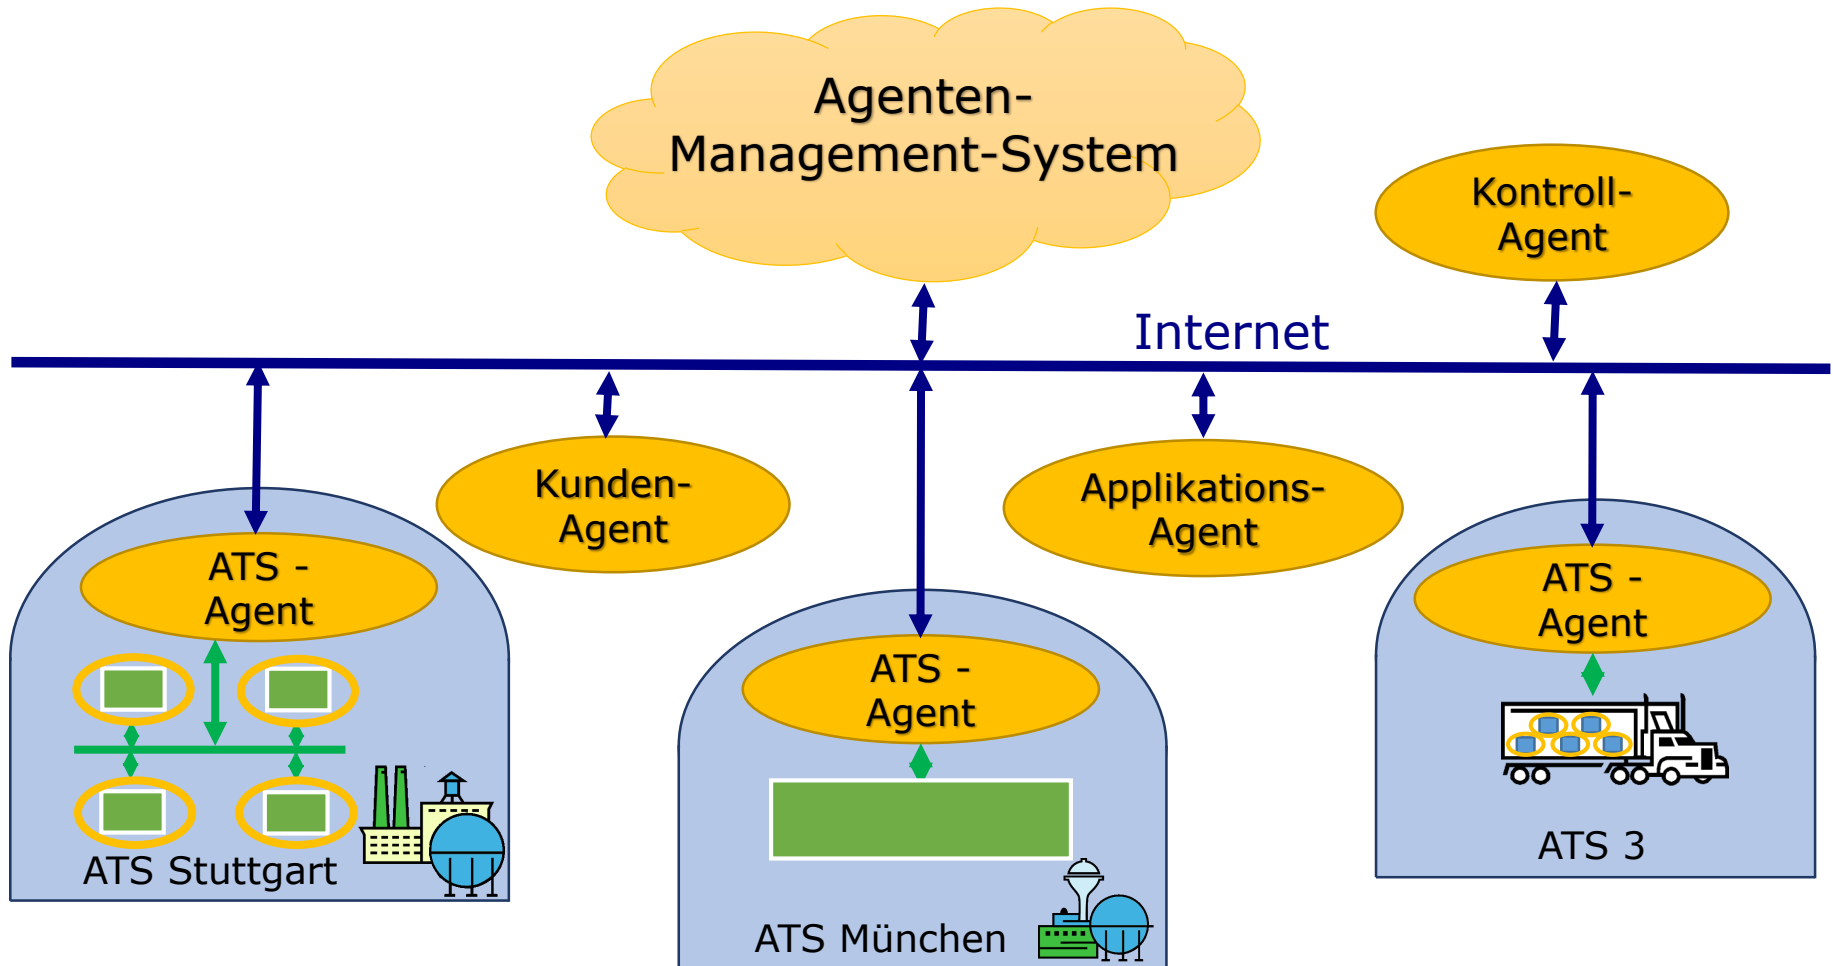 Agenten-
Management-System
Kontroll-
Agent
Internet
Kunden-
Agent
Applikations-
Agent
ATS -
Agent
ATS -
Agent
ATS -
Agent
ATS Stuttgart
ATS München
ATS 3